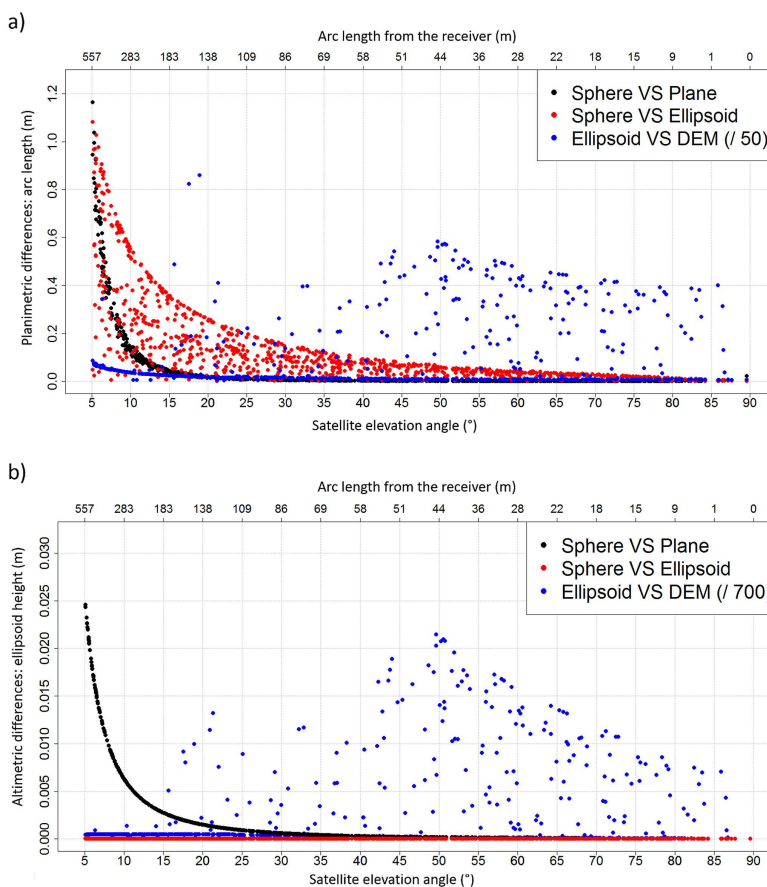 a)
Arc length from the receiver (m)
557 283 183 138 109 86 69 58 51 44 36 28 22 18 15 9 1 0
Planimetric differences: arc length (m)
1.2
1.0
0.8
0.6
0.4
0.2
0.0
Sphere VS Plane
Sphere VS Ellipsoid
Ellipsoid VS DEM (/ 50)
5 10 15 20 25 30 35 40 45 50 55 60 65 70 75 80 85 90
Satellite elevation angle (°)
b)
Arc length from the receiver (m)
557 283 183 138 109 86 69 58 51 44 36 28 22 18 15 9 1 0
Altimetric differences: ellipsoid height (m)
0.030
0.025
0.020
0.015
0.010
0.005
0.000
Sphere VS Plane
Sphere VS Ellipsoid
Ellipsoid VS DEM (/ 700
5 10 15 20 25 30 35 40 45 50 55 60 65 70 75 80 85 90
Satellite elevation angle (°)